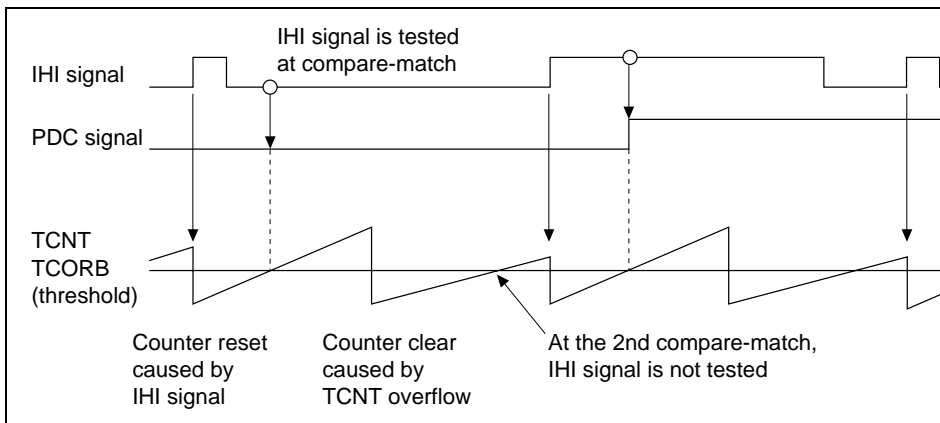 IHI signal is tested
at compare-match
IHI signal
PDC signal
TCNT
TCORB
(threshold)
Counter reset
caused by
IHI signal
Counter clear
caused by
TCNT overflow
At the 2nd compare-match,
IHI signal is not tested